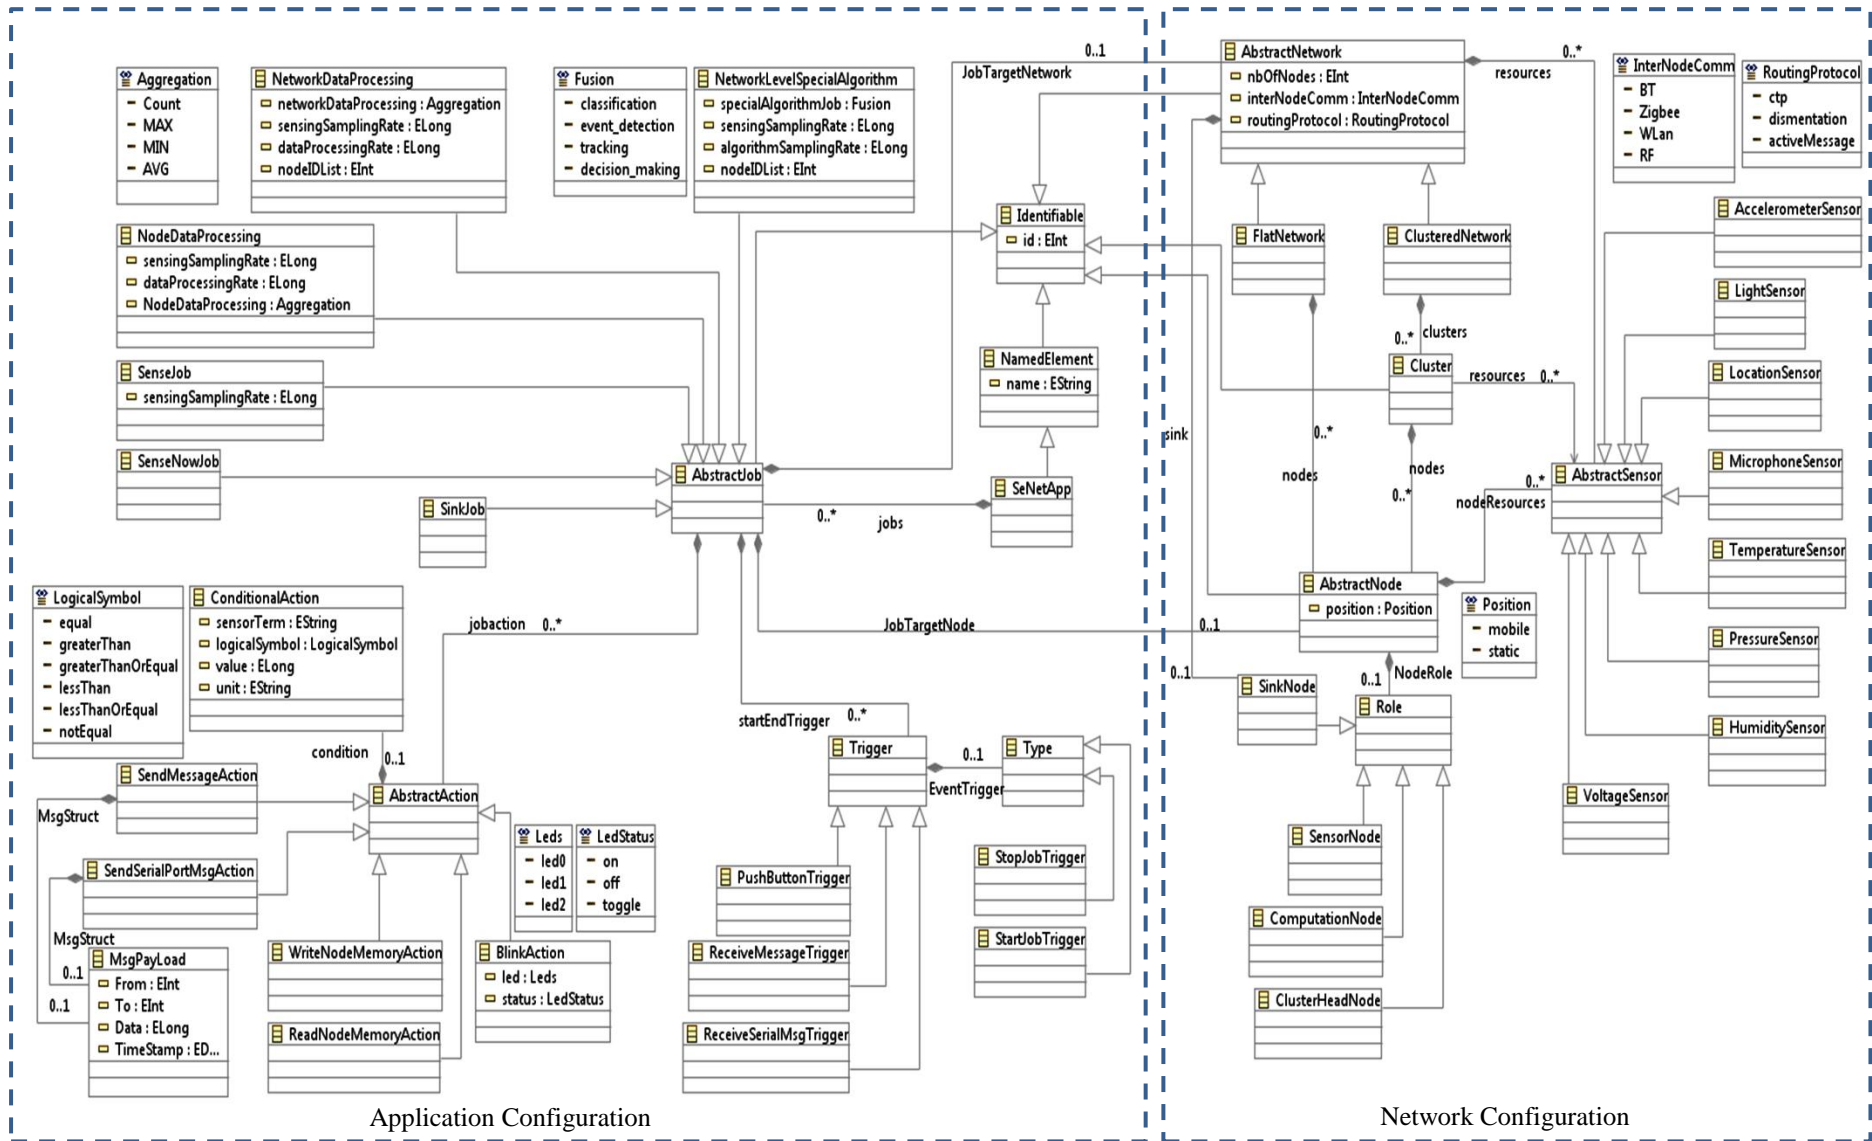 Aggregation
Count
MAX
MIN
AVG
NetworkDataProcessing
networkDataProcessing : Aggregation
sensingSamplingRate : ELong
dataProcessingRate : ELong
nodeIDList : EInt
Fusion
classification
event_detection
tracking
decision_making
NetworkLevelSpecialAlgorithm
specialAlgorithmJob : Fusion
sensingSamplingRate : ELong
algorithmSamplingRate : ELong
nodeIDList : EInt
0..1
JobTargetNetwork
NodeDataProcessing
sensingSamplingRate : ELong
dataProcessingRate : ELong
NodeDataProcessing : Aggregation
Identifiable
id : EInt
SenseJob
sensingSamplingRate : ELong
NamedElement
name : EString
SenseNowJob
SinkJob
AbstractJob
0..*
jobs
SeNetApp
LogicalSymbol
equal
greaterThan
greaterThanOrEqual
lessThan
lessThanOrEqual
notEqual
ConditionalAction
sensorTerm : EString
logicalSymbol : LogicalSymbol
value : ELong
unit : EString
jobaction 0..*
JobTargetNode
0..1
startEndTrigger
0..*
condition
0..1
SendMessageAction
MsgStruct
AbstractAction
SendSerialPortMsgAction
MsgStruct
0..1
0..1
MsgPayLoad
From : EInt
To : EInt
Data : ELong
TimeStamp : ED...
WriteNodeMemoryAction
ReadNodeMemoryAction
Leds
led0
led1
led2
LedStatus
on
off
toggle
BlinkAction
led : Leds
status : LedStatus
Trigger
0..1
EventTrigger
Type
PushButtonTrigger
ReceiveMessageTrigger
ReceiveSerialMsgTrigger
StopJobTrigger
StartJobTrigger
Application Configuration
AbstractNetwork
nbOfNodes : EInt
interNodeComm : InterNodeComm
routingProtocol : RoutingProtocol
0..*
resources
InterNodeComm
BT
Zigbee
WLan
RF
RoutingProtocol
ctp
dismentation
activeMessage
FlatNetwork
ClusteredNetwork
0..*
clusters
Cluster
resources 0..*
sink
0..*
nodes
nodes
0..*
AbstractSensor
0..*
nodeResources
AccelerometerSensor
LightSensor
LocationSensor
MicrophoneSensor
TemperatureSensor
PressureSensor
HumiditySensor
VoltageSensor
AbstractNode
position : Position
Position
mobile
static
0..1
NodeRole
0..1
SinkNode
Role
SensorNode
ComputationNode
ClusterHeadNode
Network Configuration